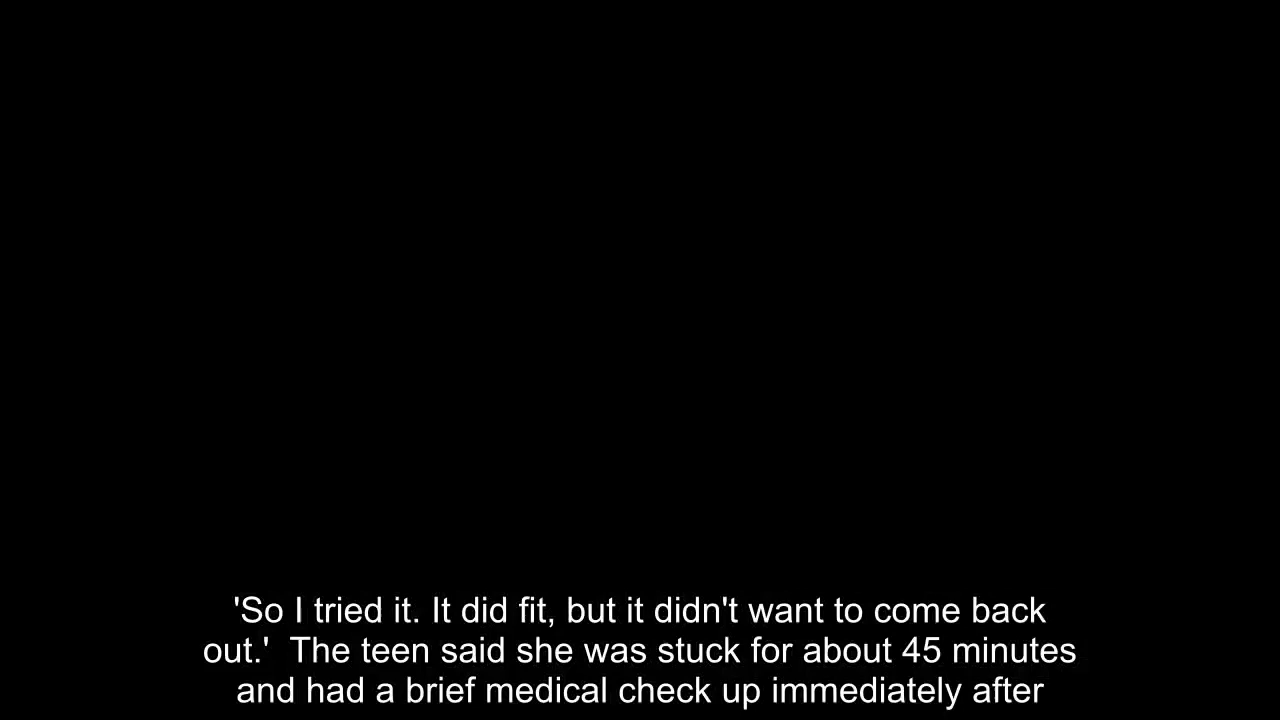 'So I tried it. It did fit, but it didn't want to come back
out.'  The teen said she was stuck for about 45 minutes
and had a brief medical check up immediately after